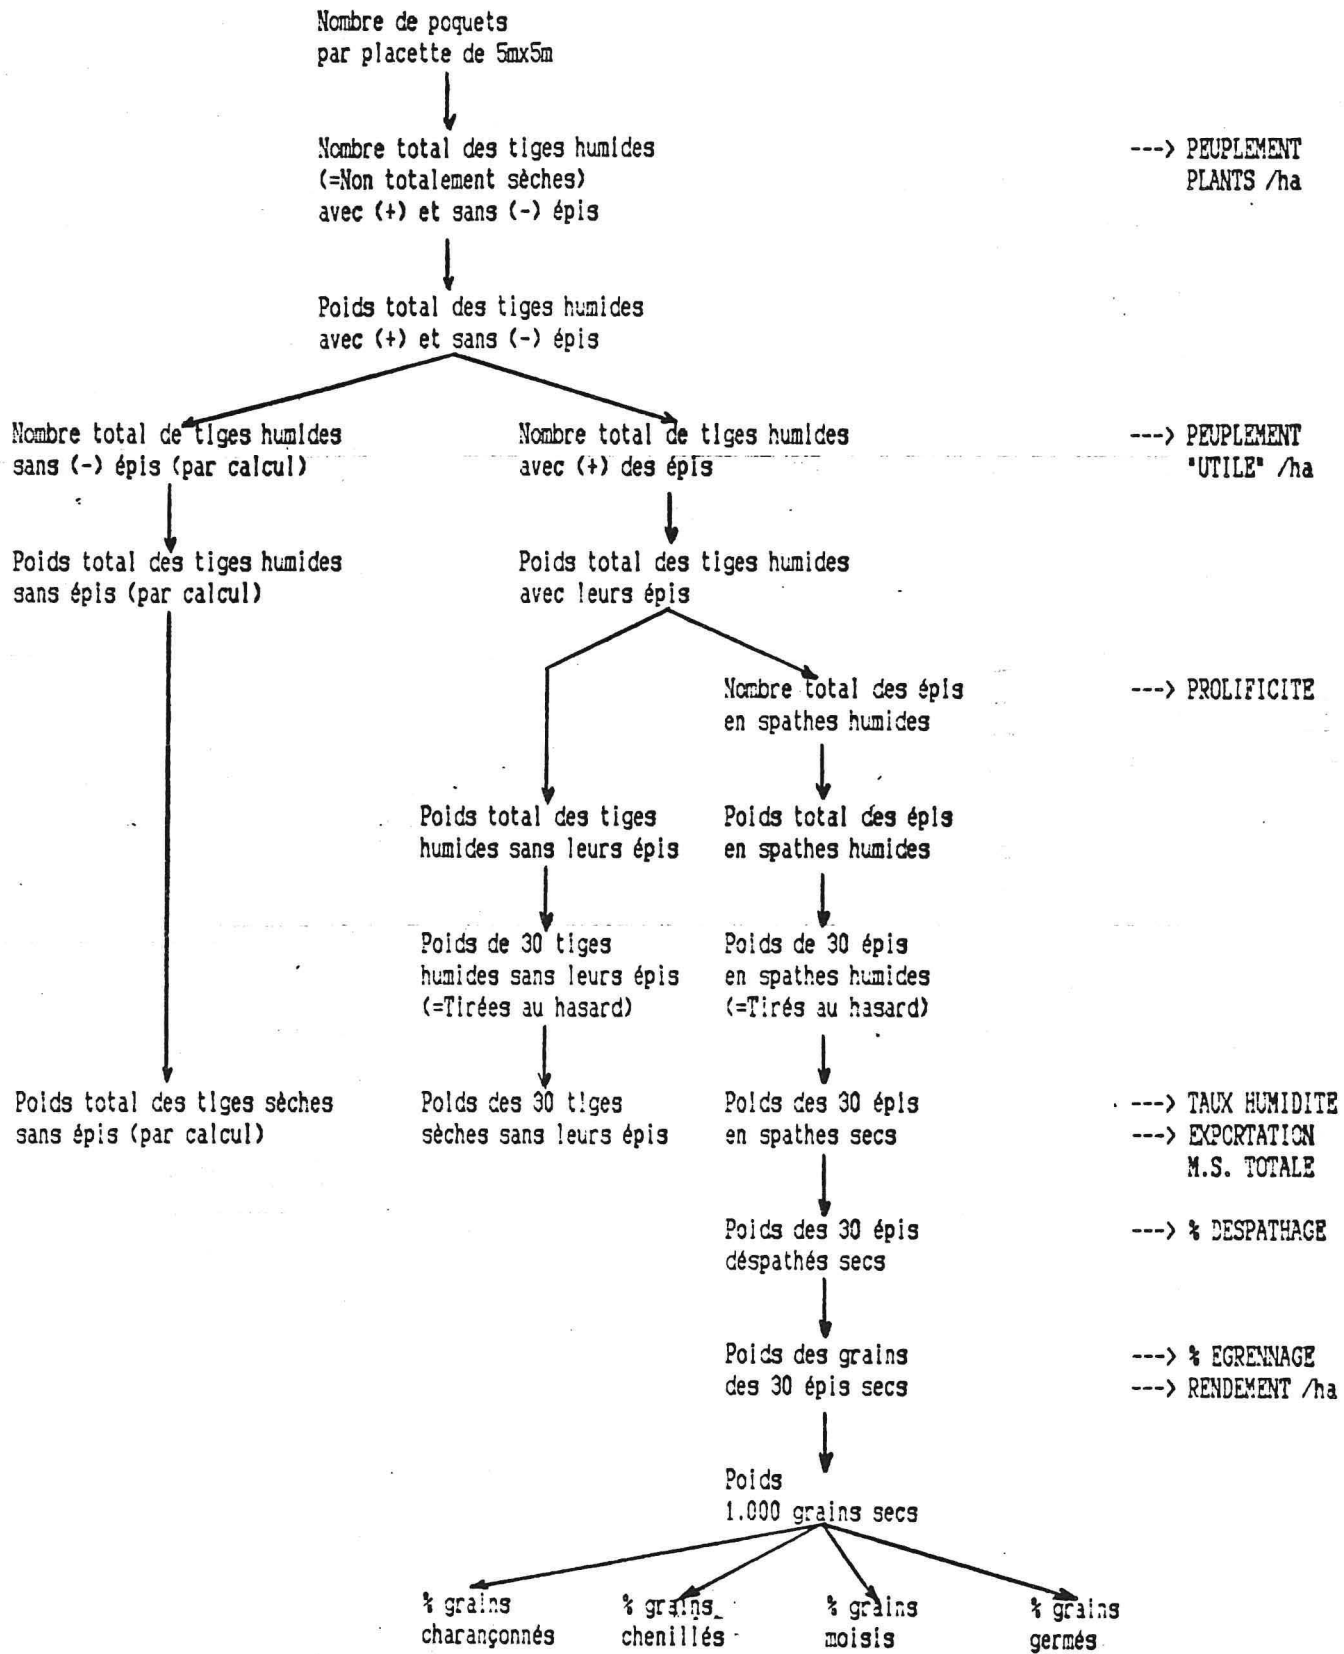 Nombre de poquets
par placette de 5mx5m
Nombre total des tiges humides
(=Non totalement sèches)
avec (+) et sans (-) épis
---> PEUPLEMENT
PLANTS /ha
Poids total des tiges humides
avec (+) et sans (-) épis
Nombre total de tiges humides
sans (-) épis (par calcul)
Nombre total de tiges humides
avec (+) des épis
---> PEUPLEMENT
"UTILE" /ha
Poids total des tiges humides
sans épis (par calcul)
Poids total des tiges humides
avec leurs épis
Nombre total des épis
en spathes humides
---> PROLIFICITE
Poids total des tiges
humides sans leurs épis
Poids total des épis
en spathes humides
Poids de 30 tiges
humides sans leurs épis
(=Tirées au hasard)
Poids de 30 épis
en spathes humides
(=Tirés au hasard)
Poids total des tiges sèches
sans épis (par calcul)
Poids des 30 tiges
sèches sans leurs épis
Poids des 30 épis
en spathes secs
---> TAUX HUMIDITE
---> EXPORTATION
M.S. TOTALE
Poids des 30 épis
déspathés secs
---> % DESPATHAGE
Poids des grains
des 30 épis secs
---> % EGRENNAGE
---> RENDEMENT /ha
Poids
1.000 grains secs
% grains
charançonnés
% grains
chenillés
% grains
moisis
% grains
germés